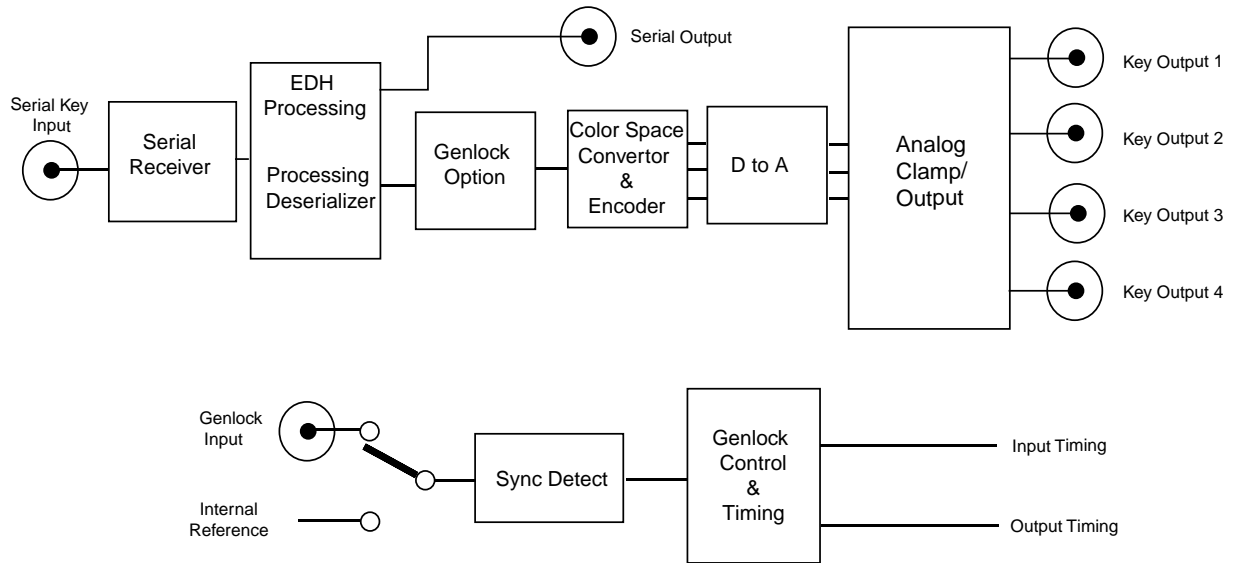 Serial Output
Serial Key
Input
Serial
Receiver
EDH
Processing
Processing
Deserializer
Genlock
Option
Color Space
Convertor
&
Encoder
D to A
Analog
Clamp/
Output
Key Output 1
Key Output 2
Key Output 3
Key Output 4
Genlock
Input
Internal
Reference
Sync Detect
Genlock
Control
&
Timing
Input Timing
Output Timing